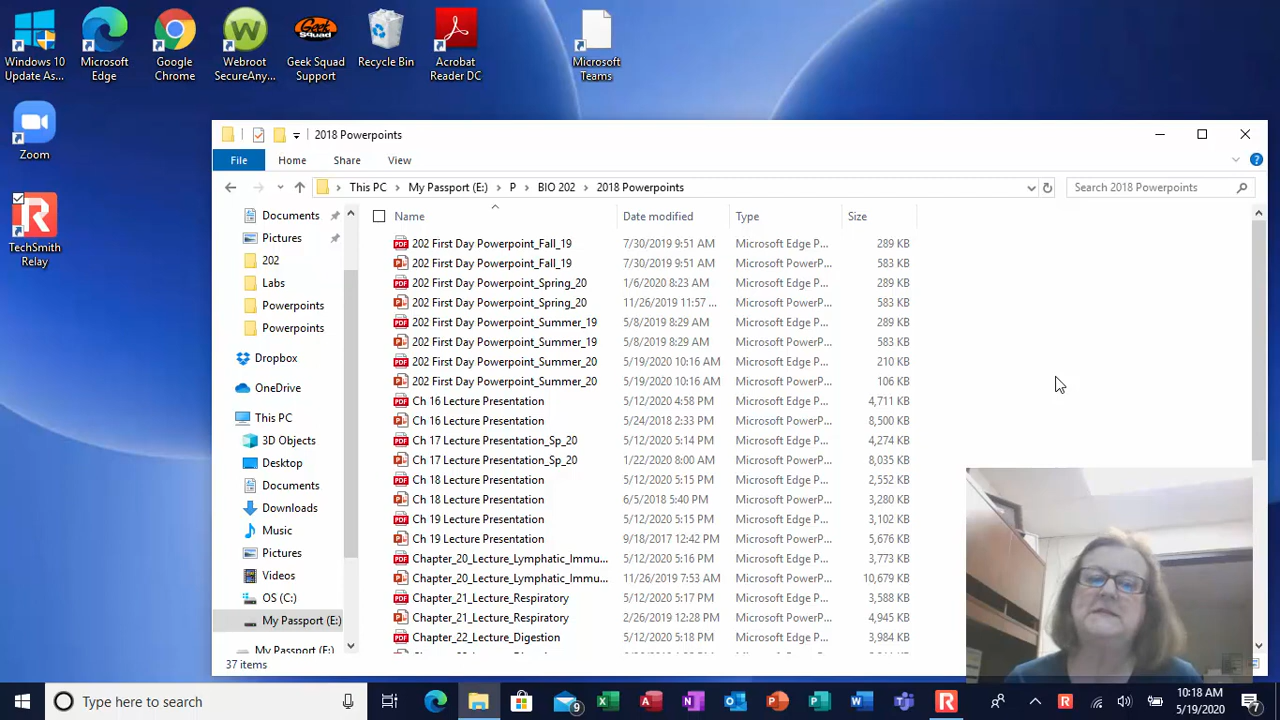 Windows 10
Update As...
Microsoft
Edge
Google
Chrome
Webroot
SecureAny...
Geek Squad
Support
Recycle Bin
Acrobat
Reader DC
Microsoft
Teams
Zoom
TechSmith
Relay
2018 Powerpoints
File Home Share View
This PC My Passport (E:) P BIO 202 2018 Powerpoints Search 2018 Powerpoints
Documents
Pictures
202
Labs
Powerpoints
Powerpoints
Dropbox
OneDrive
This PC
3D Objects
Desktop
Documents
Downloads
Music
Pictures
Videos
OS (C:)
My Passport (E:)
My Passport (F:)
Name Date modified Type Size
202 First Day Powerpoint_Fall_19 7/30/2019 9:51 AM Microsoft Edge P... 289 KB
202 First Day Powerpoint_Fall_19 7/30/2019 9:51 AM Microsoft PowerP... 583 KB
202 First Day Powerpoint_Spring_20 1/6/2020 8:23 AM Microsoft Edge P... 289 KB
202 First Day Powerpoint_Spring_20 11/26/2019 11:57 ... Microsoft PowerP... 583 KB
202 First Day Powerpoint_Summer_19 5/8/2019 8:29 AM Microsoft Edge P... 289 KB
202 First Day Powerpoint_Summer_19 5/8/2019 8:29 AM Microsoft PowerP... 583 KB
202 First Day Powerpoint_Summer_20 5/19/2020 10:16 AM Microsoft Edge P... 210 KB
202 First Day Powerpoint_Summer_20 5/19/2020 10:16 AM Microsoft PowerP... 106 KB
Ch 16 Lecture Presentation 5/12/2020 4:58 PM Microsoft Edge P... 4,711 KB
Ch 16 Lecture Presentation 5/24/2018 2:33 PM Microsoft PowerP... 8,500 KB
Ch 17 Lecture Presentation_Sp_20 5/12/2020 5:14 PM Microsoft Edge P... 4,274 KB
Ch 17 Lecture Presentation_Sp_20 1/22/2020 8:00 AM Microsoft PowerP... 8,035 KB
Ch 18 Lecture Presentation 5/12/2020 5:15 PM Microsoft Edge P... 2,552 KB
Ch 18 Lecture Presentation 6/5/2018 5:40 PM Microsoft PowerP... 3,280 KB
Ch 19 Lecture Presentation 5/12/2020 5:15 PM Microsoft Edge P... 3,102 KB
Ch 19 Lecture Presentation 9/18/2017 12:42 PM Microsoft PowerP... 5,676 KB
Chapter_20_Lecture_Lymphatic_Immu... 5/12/2020 5:16 PM Microsoft Edge P... 3,773 KB
Chapter_20_Lecture_Lymphatic_Immu... 11/26/2019 7:53 AM Microsoft PowerP... 10,679 KB
Chapter_21_Lecture_Respiratory 5/12/2020 5:17 PM Microsoft Edge P... 3,588 KB
Chapter_21_Lecture_Respiratory 2/26/2019 12:28 PM Microsoft PowerP... 4,945 KB
Chapter_22_Lecture_Digestion 5/12/2020 5:18 PM Microsoft Edge P... 3,984 KB
37 items
Type here to search
10:18 AM
5/19/2020